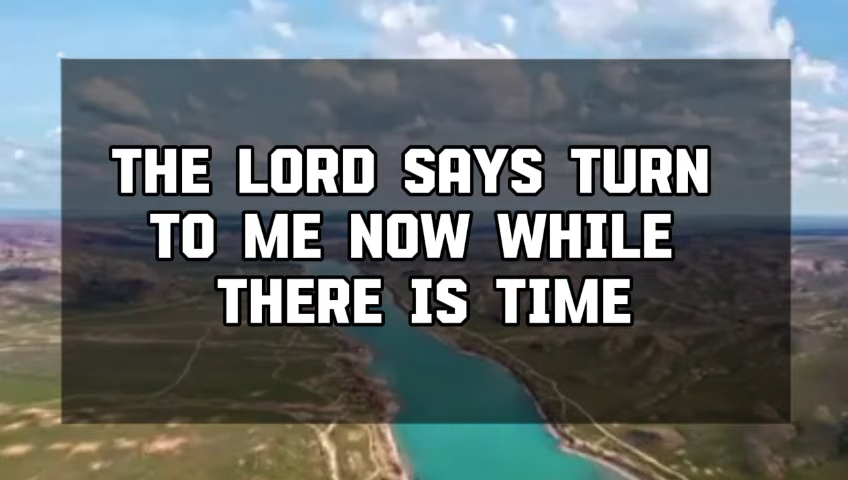 THE LORD SAYS TURN
TO ME NOW WHILE
THERE IS TIME